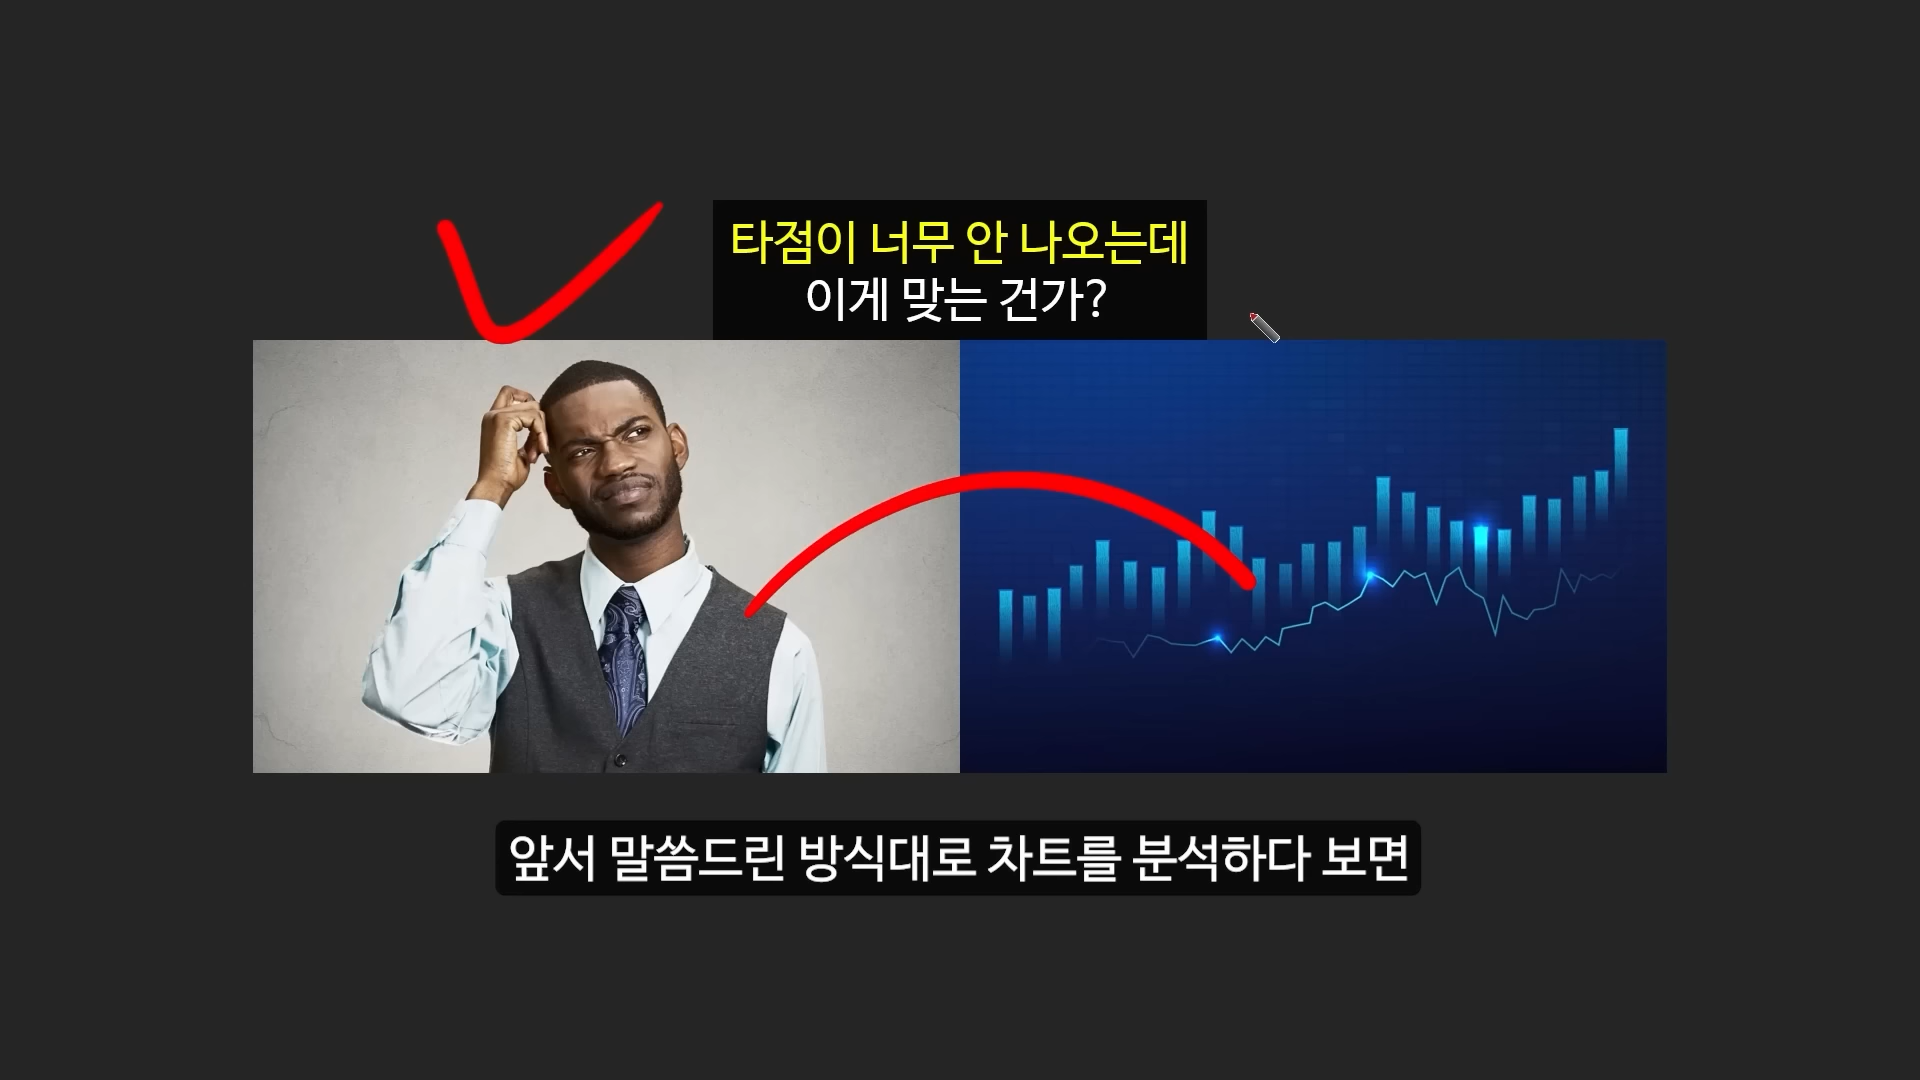 타점이 너무 안 나오는데
이게 맞는 건가?
앞서 말씀드린 방식대로 차트를 분석하다 보면